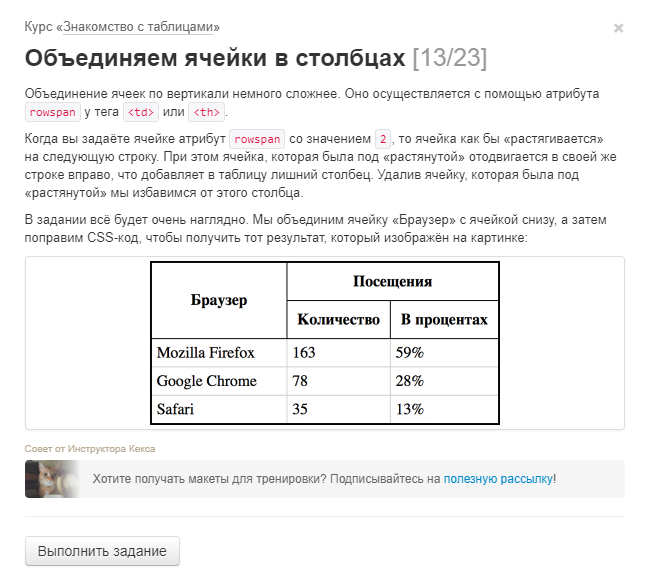 Курс «Знакомство с таблицами»
×
Объединяем ячейки в столбцах [13/23]
Объединение ячеек по вертикали немного сложнее. Оно осуществляется с помощью атрибута
rowspan у тега <td> или <th>.
Когда вы задаёте ячейке атрибут rowspan со значением 2, то ячейка как бы «растягивается»
на следующую строку. При этом ячейка, которая была под «растянутой» отодвигается в своей же
строке вправо, что добавляет в таблицу лишний столбец. Удалив ячейку, которая была под
«растянутой» мы избавимся от этого столбца.
В задании всё будет очень наглядно. Мы объединим ячейку «Браузер» с ячейкой снизу, а затем
поправим CSS-код, чтобы получить тот результат, который изображён на картинке:
Браузер Посещения
Количество В процентах
Mozilla Firefox 163 59%
Google Chrome 78 28%
Safari 35 13%
Совет от Инструктора Кекса
Хотите получать макеты для тренировки? Подписывайтесь на полезную рассылку!
Выполнить задание